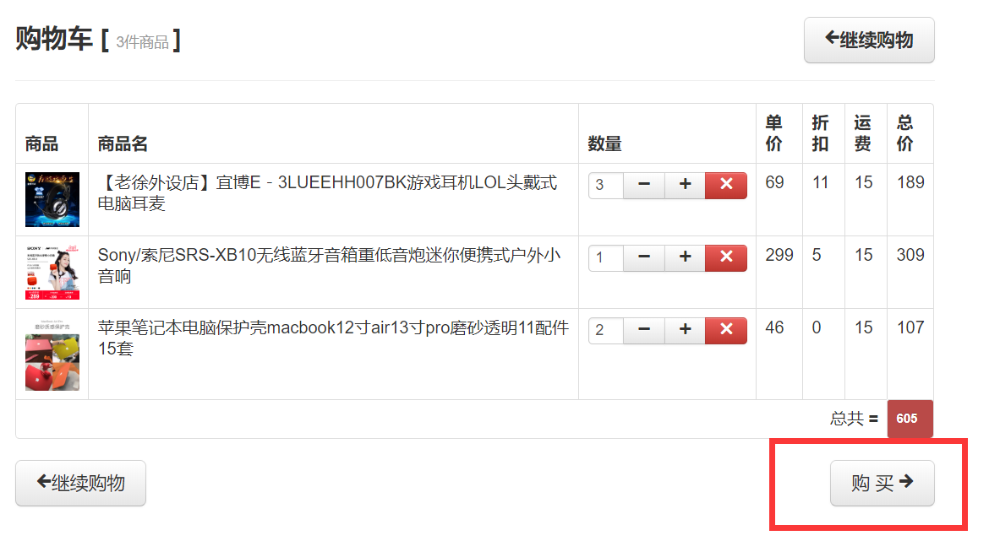 购物车 [ 3件商品 ]
继续购物
商品 商品名 数量 单价 折扣 运费 总价
【老徐外设店】宜博E - 3LUEEHH007BK游戏耳机LOL头戴式
电脑耳麦
3 − + × 69 11 15 189
Sony/索尼SRS-XB10无线蓝牙音箱重低音炮迷你便携式户外小
音响
1 − + × 299 5 15 309
SONY
苹果笔记本电脑保护壳macbook12寸air13寸pro磨砂透明11配件
15套
2 − + × 46 0 15 107
磨砂质感保护壳
总共 = 605
继续购物
购 买